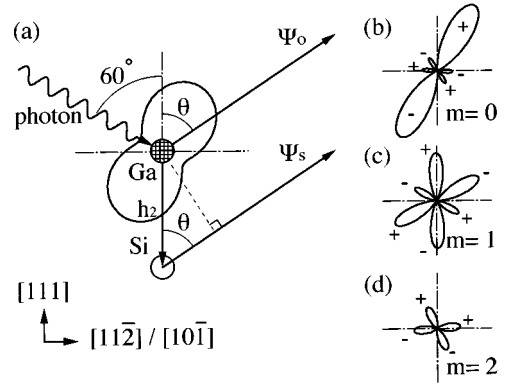 (a)
60°
photon
θ
Ψo
Ga
h2
Ψs
Si
θ
[111]
[112̄] / [101̄]
(b)
+
-
+
-
+
-
m= 0
(c)
+
-
-
+
+
-
m= 1
(d)
+
+
-
-
m= 2